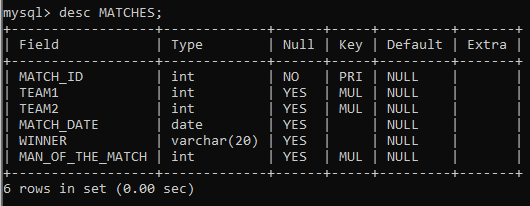 mysql> desc MATCHES;
+------------------+-------------+------+-----+---------+-------+
| Field            | Type        | Null | Key | Default | Extra |
+------------------+-------------+------+-----+---------+-------+
| MATCH_ID         | int         | NO   | PRI | NULL    |       |
| TEAM1            | int         | YES  | MUL | NULL    |       |
| TEAM2            | int         | YES  | MUL | NULL    |       |
| MATCH_DATE       | date        | YES  |     | NULL    |       |
| WINNER           | varchar(20) | YES  |     | NULL    |       |
| MAN_OF_THE_MATCH | int         | YES  | MUL | NULL    |       |
+------------------+-------------+------+-----+---------+-------+
6 rows in set (0.00 sec)